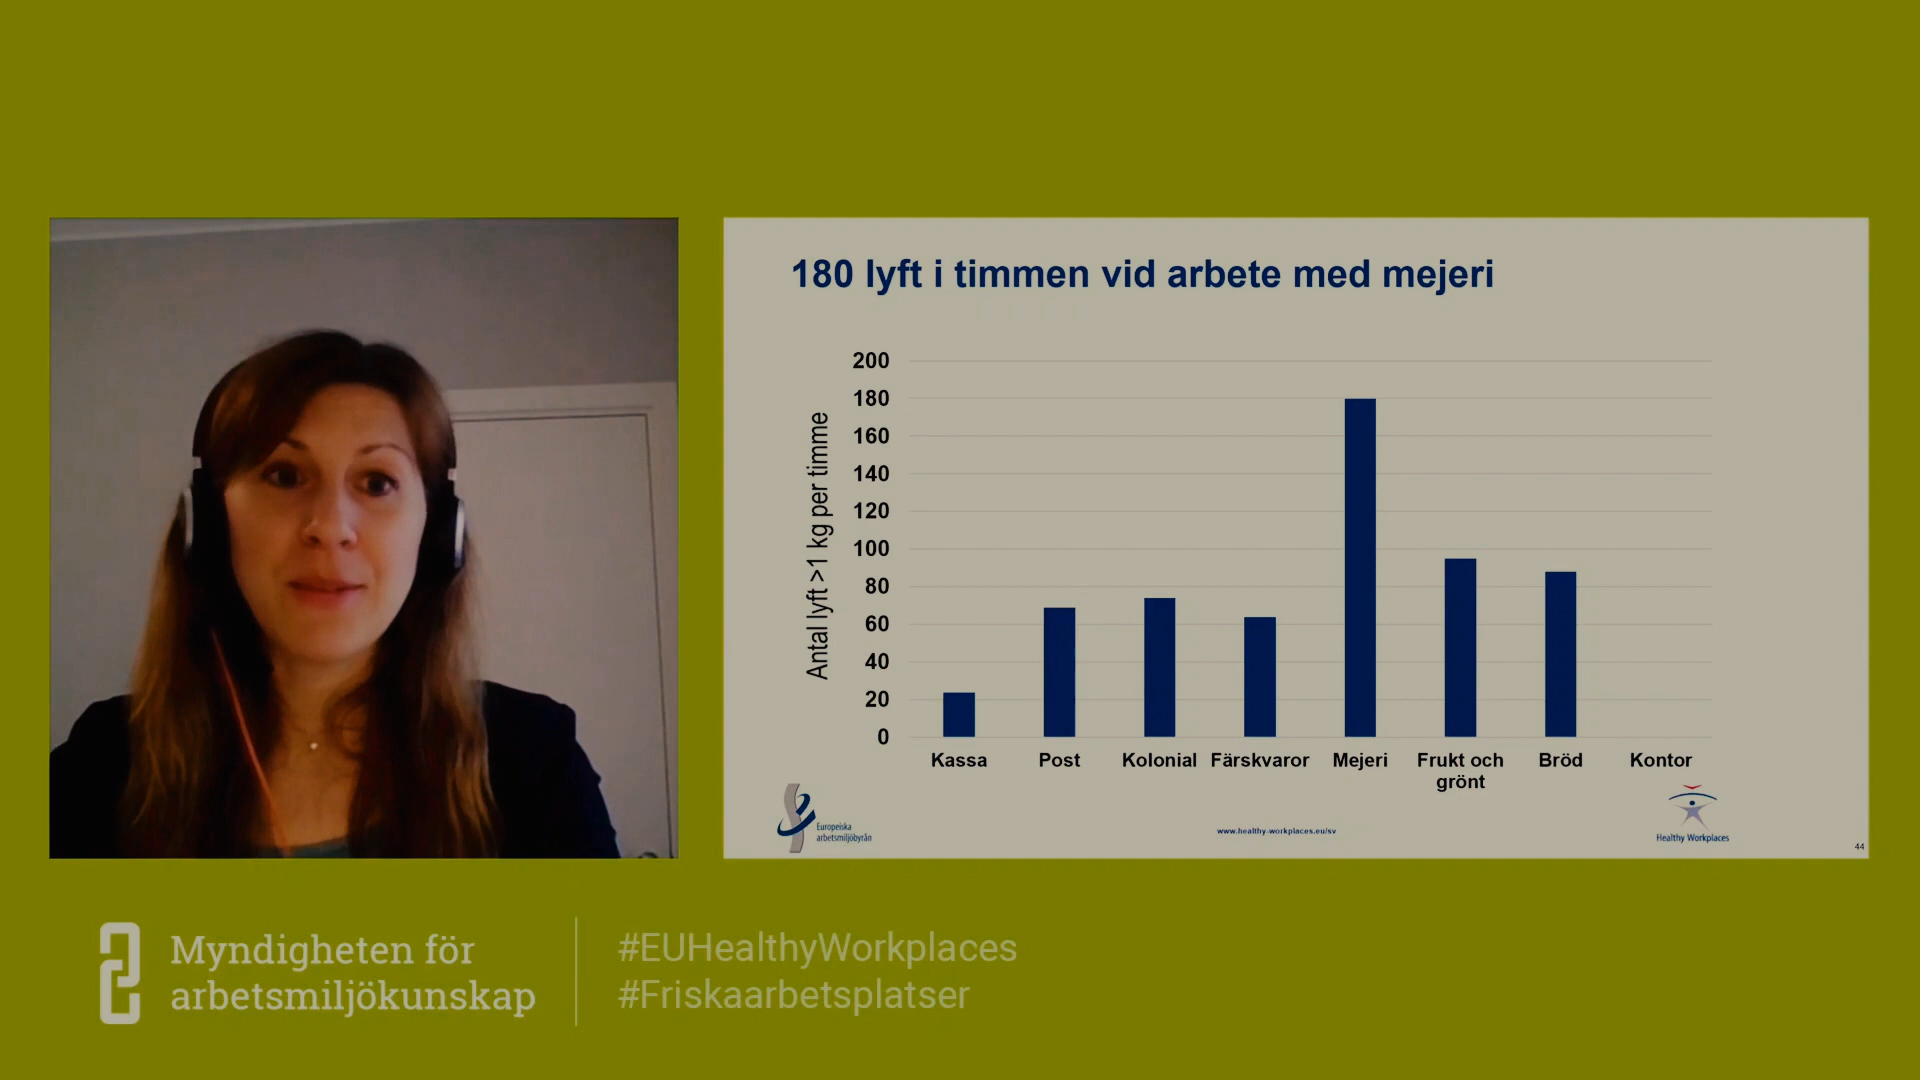 180 lyft i timmen vid arbete med mejeri
Antal lyft >1 kg per timme
200
180
160
140
120
100
80
60
40
20
0
Kassa
Post
Kolonial
Färskvaror
Mejeri
Frukt och
grönt
Bröd
Kontor
Europeiska
arbetsmiljöbyrån
www.healthy-workplaces.eu/sv
Healthy Workplaces
44
Myndigheten för
arbetsmiljökunskap
#EUHealthyWorkplaces
#Friskaarbetsplatser